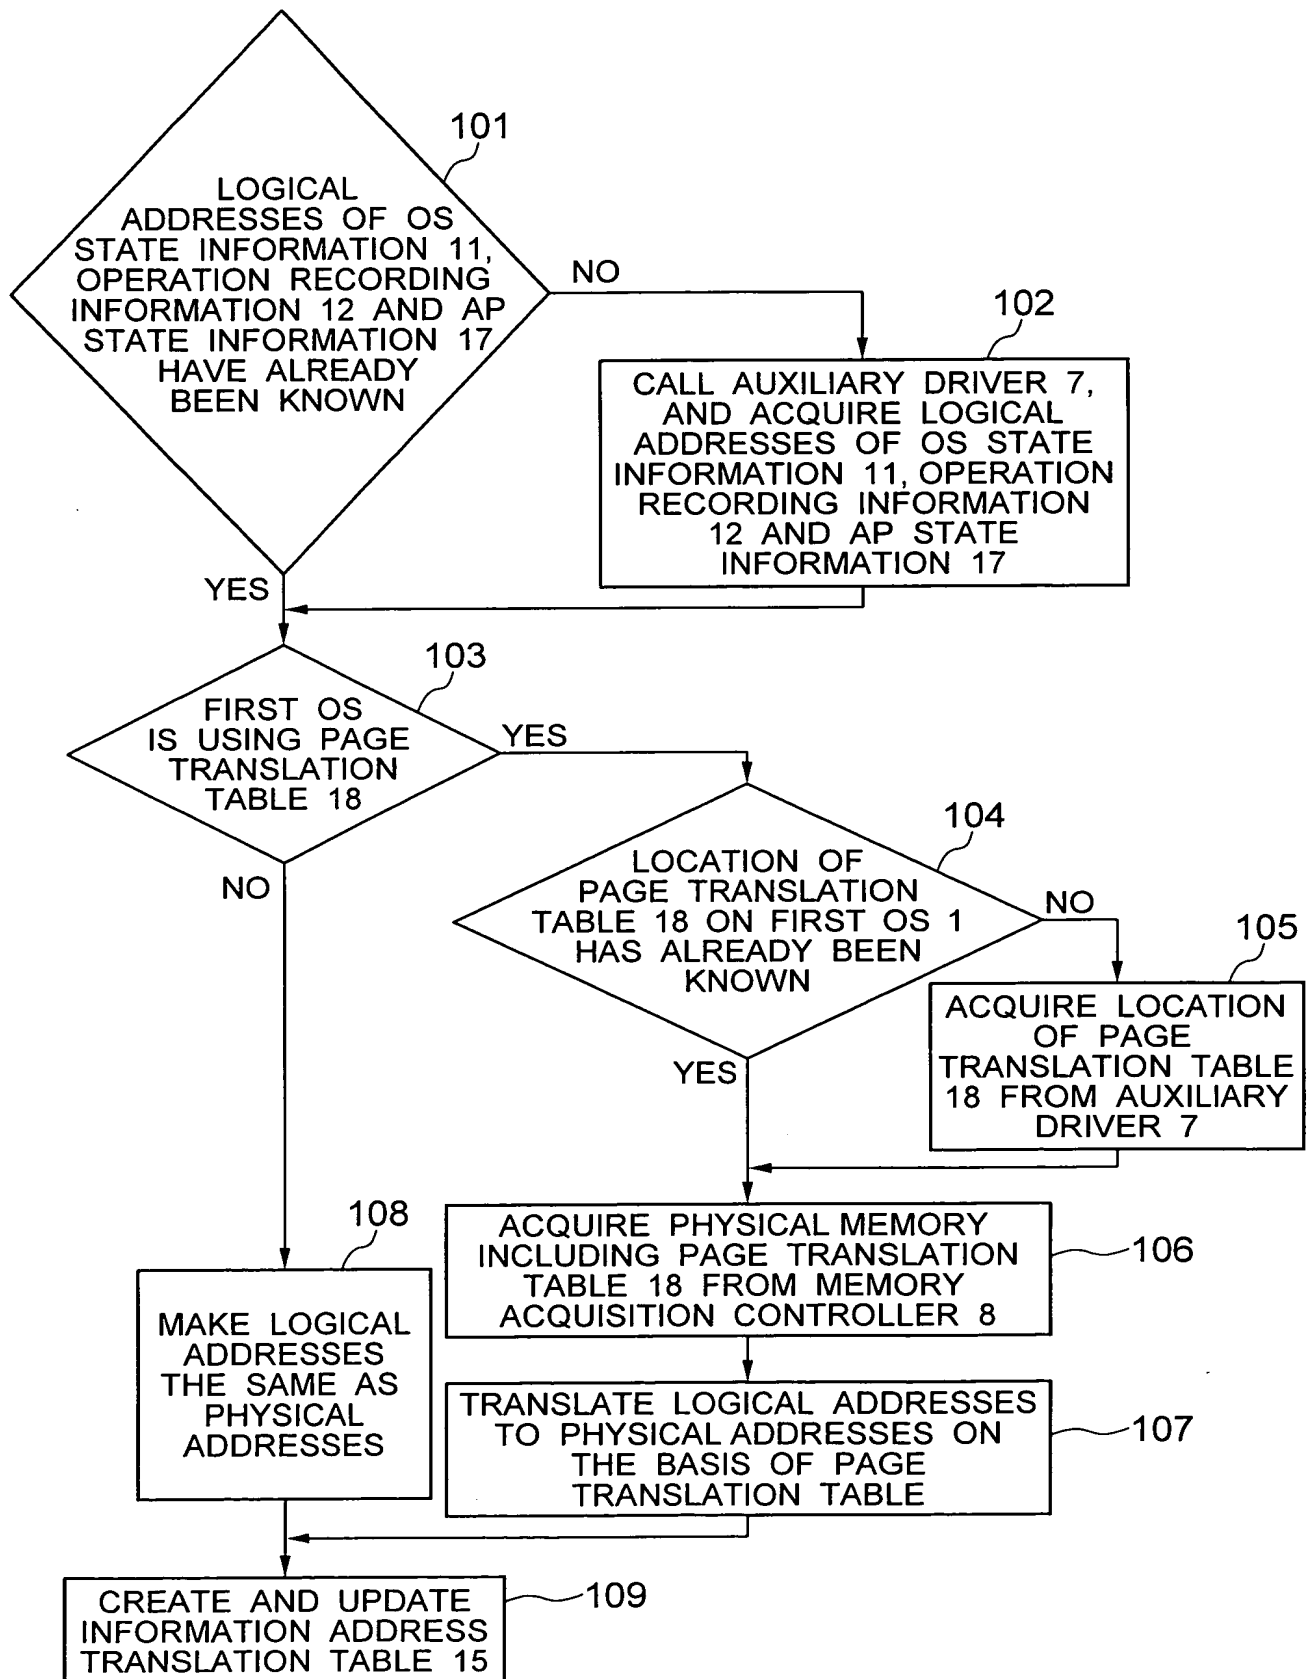 101
LOGICAL
ADDRESSES OF OS
STATE INFORMATION 11,
OPERATION RECORDING
INFORMATION 12 AND AP
STATE INFORMATION 17
HAVE ALREADY
BEEN KNOWN
NO
YES
102
CALL AUXILIARY DRIVER 7,
AND ACQUIRE LOGICAL
ADDRESSES OF OS STATE
INFORMATION 11, OPERATION
RECORDING INFORMATION
12 AND AP STATE
INFORMATION 17
103
FIRST OS
IS USING PAGE
TRANSLATION
TABLE 18
YES
NO
104
LOCATION OF
PAGE TRANSLATION
TABLE 18 ON FIRST OS 1
HAS ALREADY BEEN
KNOWN
NO
YES
105
ACQUIRE LOCATION
OF PAGE
TRANSLATION TABLE
18 FROM AUXILIARY
DRIVER 7
106
ACQUIRE PHYSICAL MEMORY
INCLUDING PAGE TRANSLATION
TABLE 18 FROM MEMORY
ACQUISITION CONTROLLER 8
107
TRANSLATE LOGICAL ADDRESSES
TO PHYSICAL ADDRESSES ON
THE BASIS OF PAGE
TRANSLATION TABLE
108
MAKE LOGICAL
ADDRESSES
THE SAME AS
PHYSICAL
ADDRESSES
109
CREATE AND UPDATE
INFORMATION ADDRESS
TRANSLATION TABLE 15